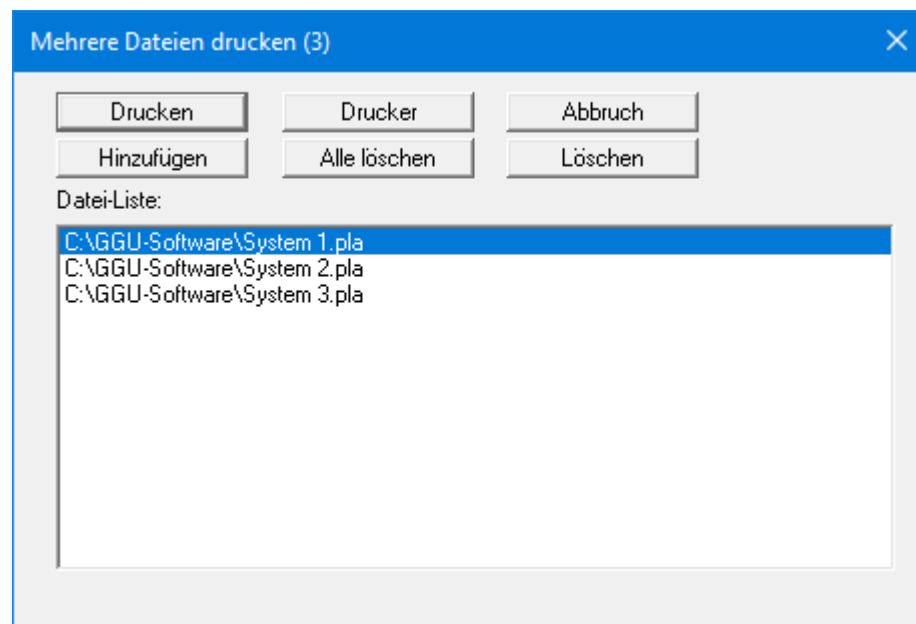 Mehrere Dateien drucken (3)
Drucken Drucker Abbruch
Hinzufügen Alle löschen Löschen
Datei-Liste:
C:\GGU-Software\System 1.pla
C:\GGU-Software\System 2.pla
C:\GGU-Software\System 3.pla